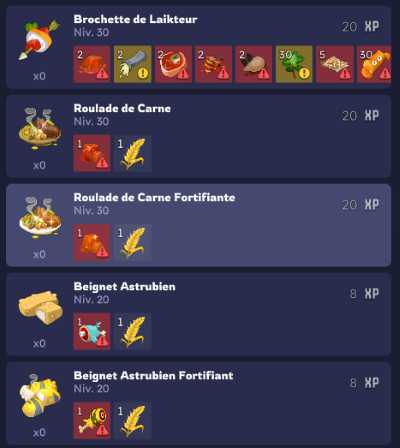 Brochette de Laikteur
Niv. 30
20 XP
x0
2 2 2 2 2 30 5 30
Roulade de Carne
Niv. 30
20 XP
x0
1 1
Roulade de Carne Fortifiante
Niv. 30
20 XP
x0
1 1
Beignet Astrubien
Niv. 20
8 XP
x0
1 1
Beignet Astrubien Fortifiant
Niv. 20
8 XP
x0
1 1